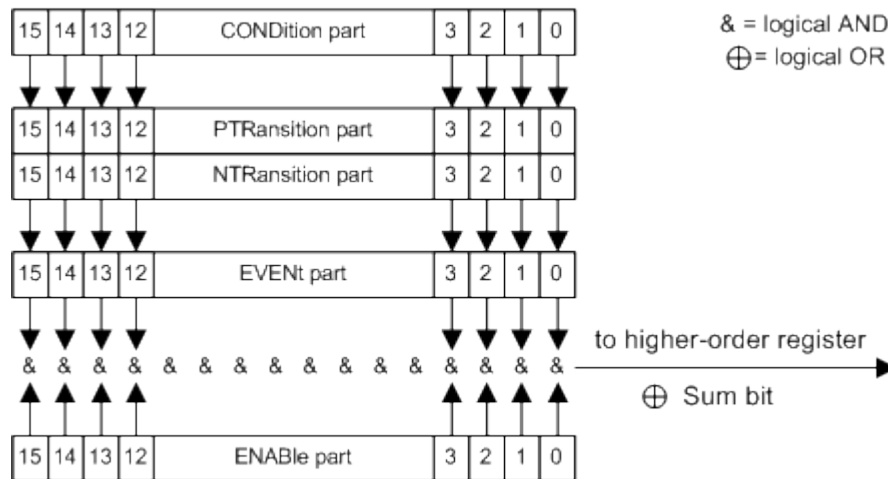 15 14 13 12 CONDition part 3 2 1 0
& = logical AND
⊕ = logical OR
15 14 13 12 PTRansition part 3 2 1 0
15 14 13 12 NTRansition part 3 2 1 0
15 14 13 12 EVENt part 3 2 1 0
& & & & & & & & & & & & & & & &
to higher-order register
⊕ Sum bit
15 14 13 12 ENABle part 3 2 1 0